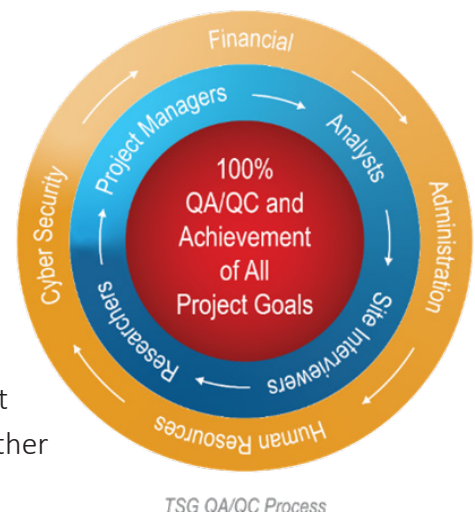 Financial
Administration
Human Resources
Cyber Security
Project Managers
Analysts
Site Interviewers
Researchers
100%
QA/QC and
Achievement
of All
Project Goals
TSG QA/QC Process